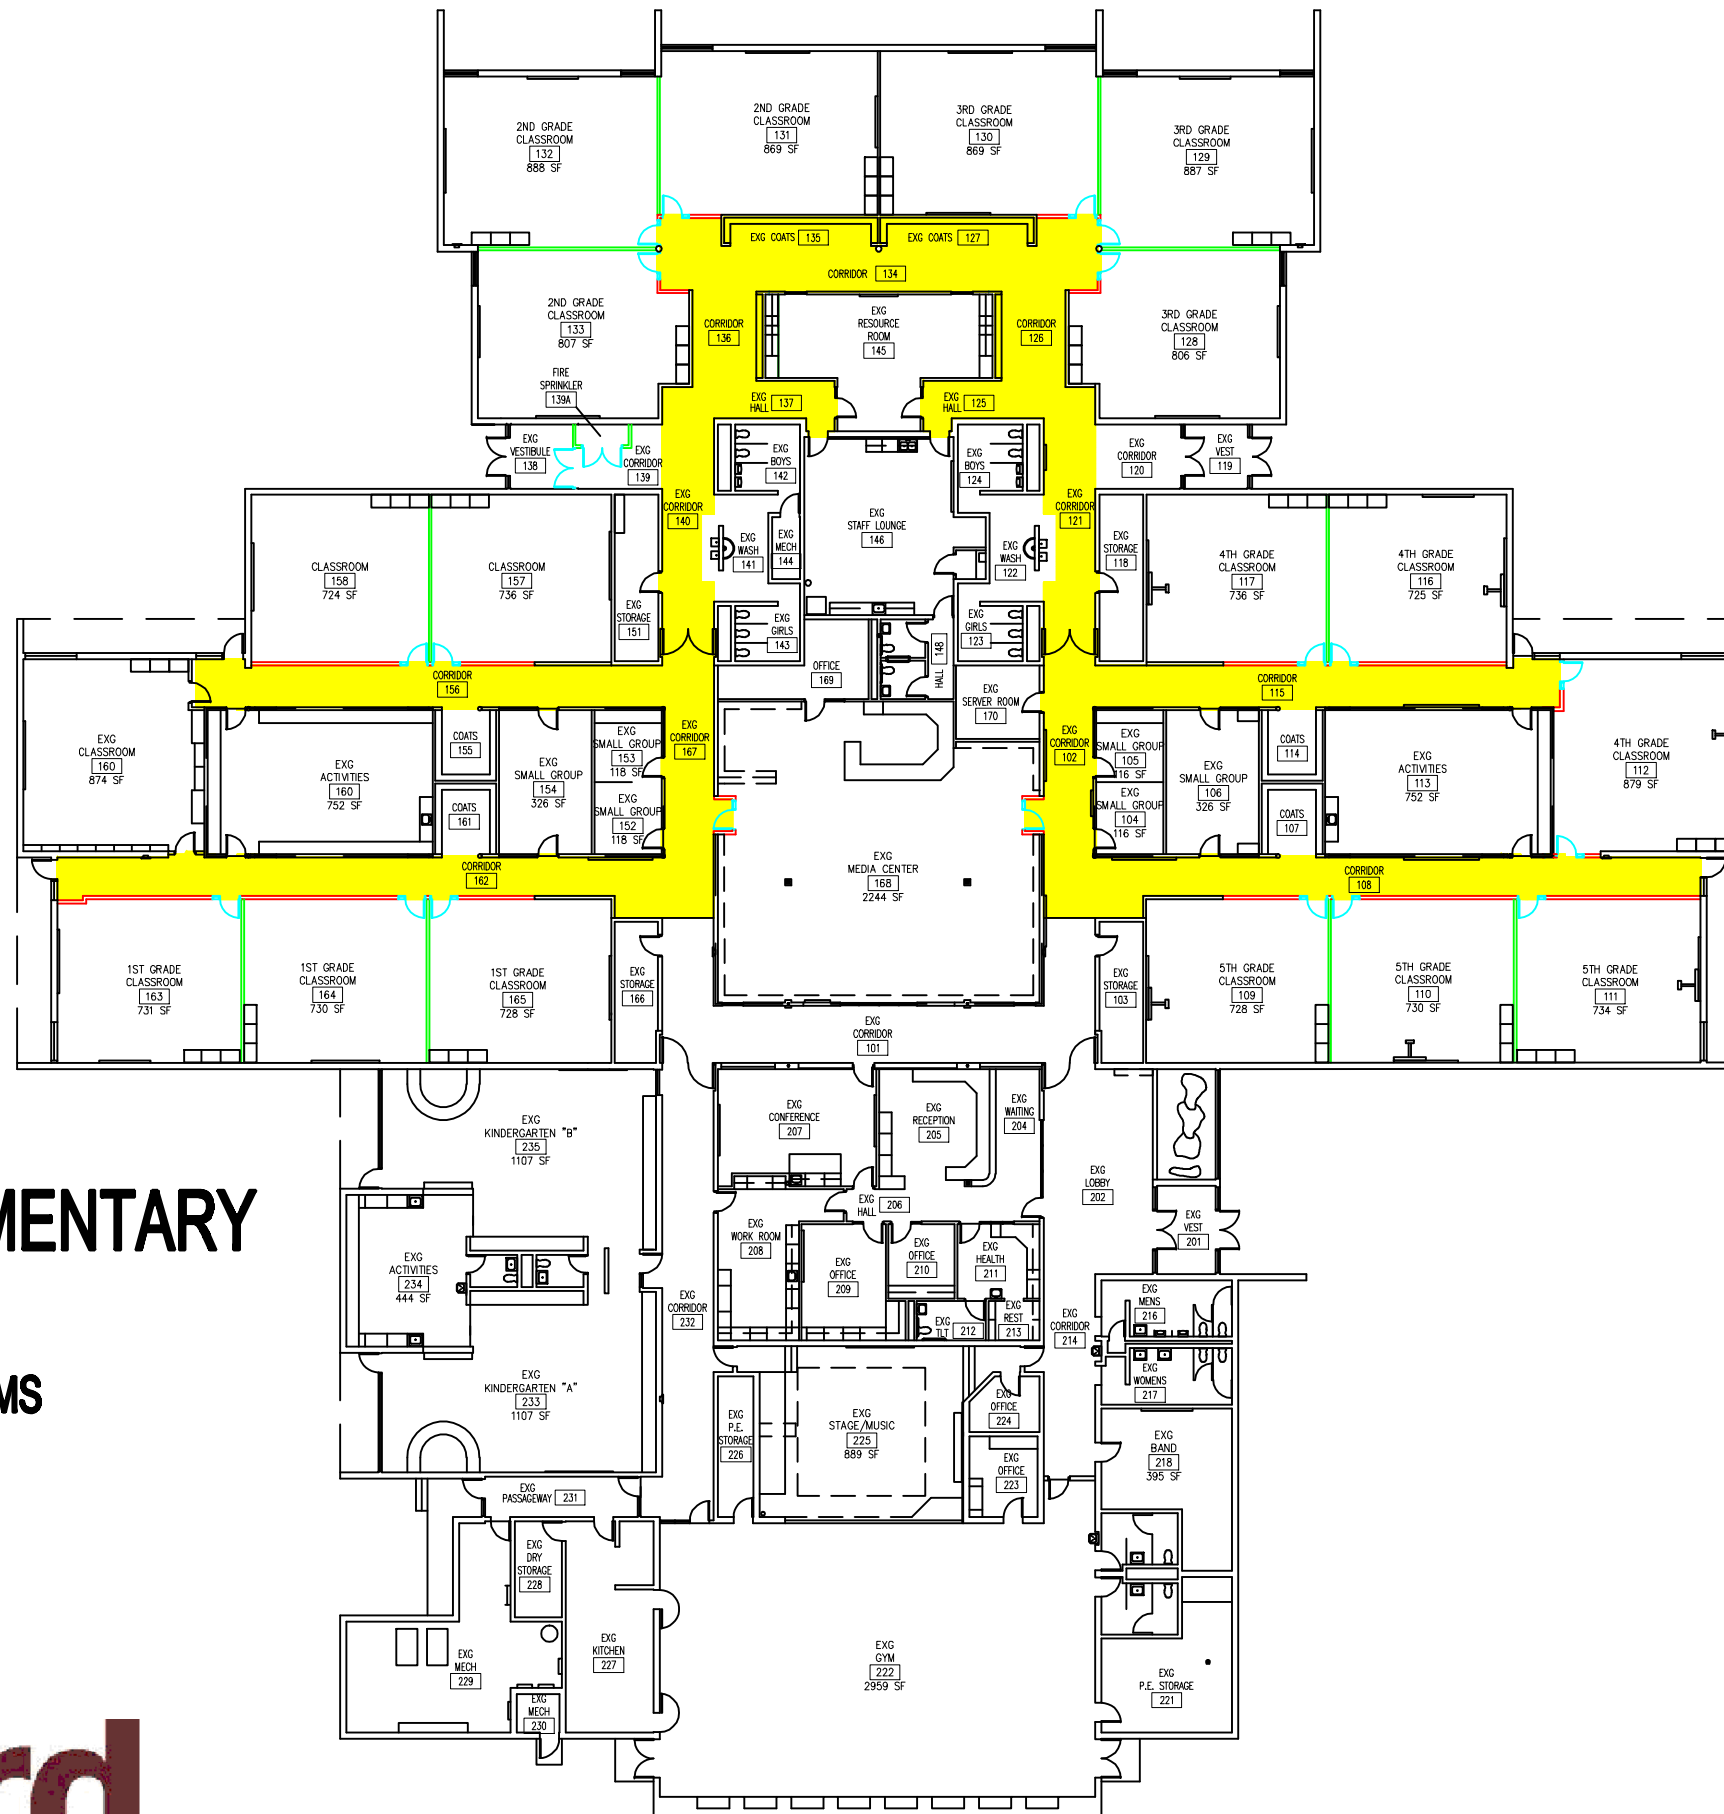 2ND GRADE
CLASSROOM
132
888 SF
2ND GRADE
CLASSROOM
131
869 SF
3RD GRADE
CLASSROOM
130
869 SF
3RD GRADE
CLASSROOM
129
887 SF
EXG COATS 135
EXG COATS 127
CORRIDOR 134
2ND GRADE
CLASSROOM
133
807 SF
CORRIDOR
136
EXG
RESOURCE
ROOM
145
CORRIDOR
126
3RD GRADE
CLASSROOM
128
806 SF
FIRE
SPRINKLER
139A
EXG
HALL 137
EXG
HALL 125
EXG
VESTIBULE
138
EXG
CORRIDOR
139
EXG
BOYS
142
EXG
BOYS
124
EXG
CORRIDOR
120
EXG
VEST
119
EXG
CORRIDOR
140
EXG
WASH
141
EXG
MECH
144
EXG
STAFF LOUNGE
146
EXG
WASH
122
EXG
CORRIDOR
121
EXG
STORAGE
118
CLASSROOM
158
724 SF
CLASSROOM
157
736 SF
EXG
STORAGE
151
4TH GRADE
CLASSROOM
117
736 SF
4TH GRADE
CLASSROOM
116
725 SF
EXG
GIRLS
143
EXG
GIRLS
123
OFFICE
169
HALL 148
EXG
SERVER ROOM
170
CORRIDOR
156
CORRIDOR
115
EXG
CLASSROOM
160
874 SF
EXG
ACTIVITIES
160
752 SF
COATS
155
COATS
161
EXG
SMALL GROUP
154
326 SF
EXG
SMALL GROUP
153
118 SF
EXG
SMALL GROUP
152
118 SF
EXG
CORRIDOR
167
EXG
CORRIDOR
102
EXG
SMALL GROUP
105
116 SF
EXG
SMALL GROUP
104
116 SF
EXG
SMALL GROUP
106
326 SF
COATS
114
COATS
107
EXG
ACTIVITIES
113
752 SF
4TH GRADE
CLASSROOM
112
879 SF
EXG
MEDIA CENTER
168
2244 SF
CORRIDOR
162
CORRIDOR
108
1ST GRADE
CLASSROOM
163
731 SF
1ST GRADE
CLASSROOM
164
730 SF
1ST GRADE
CLASSROOM
165
728 SF
EXG
STORAGE
166
EXG
STORAGE
103
5TH GRADE
CLASSROOM
109
728 SF
5TH GRADE
CLASSROOM
110
730 SF
5TH GRADE
CLASSROOM
111
734 SF
EXG
CORRIDOR
101
EXG
KINDERGARTEN "B"
235
1107 SF
EXG
CONFERENCE
207
EXG
RECEPTION
205
EXG
WAITING
204
EXG
LOBBY
202
EXG
VEST
201
EXG
HALL 206
EXG
WORK ROOM
208
EXG
OFFICE
209
EXG
OFFICE
210
EXG
HEALTH
211
EXG
TLT 212
EXG
REST
213
MENTARY
EXG
ACTIVITIES
234
444 SF
EXG
CORRIDOR
232
EXG
CORRIDOR
214
EXG
MENS
216
EXG
WOMENS
217
MS
EXG
KINDERGARTEN "A"
233
1107 SF
EXG
P.E.
STORAGE
226
EXG
STAGE/MUSIC
225
889 SF
EXG
OFFICE
224
EXG
OFFICE
223
EXG
BAND
218
395 SF
EXG
PASSAGEWAY 231
EXG
DRY
STORAGE
228
EXG
KITCHEN
227
EXG
MECH
229
EXG
MECH
230
EXG
GYM
222
2959 SF
EXG
P.E. STORAGE
221
rd